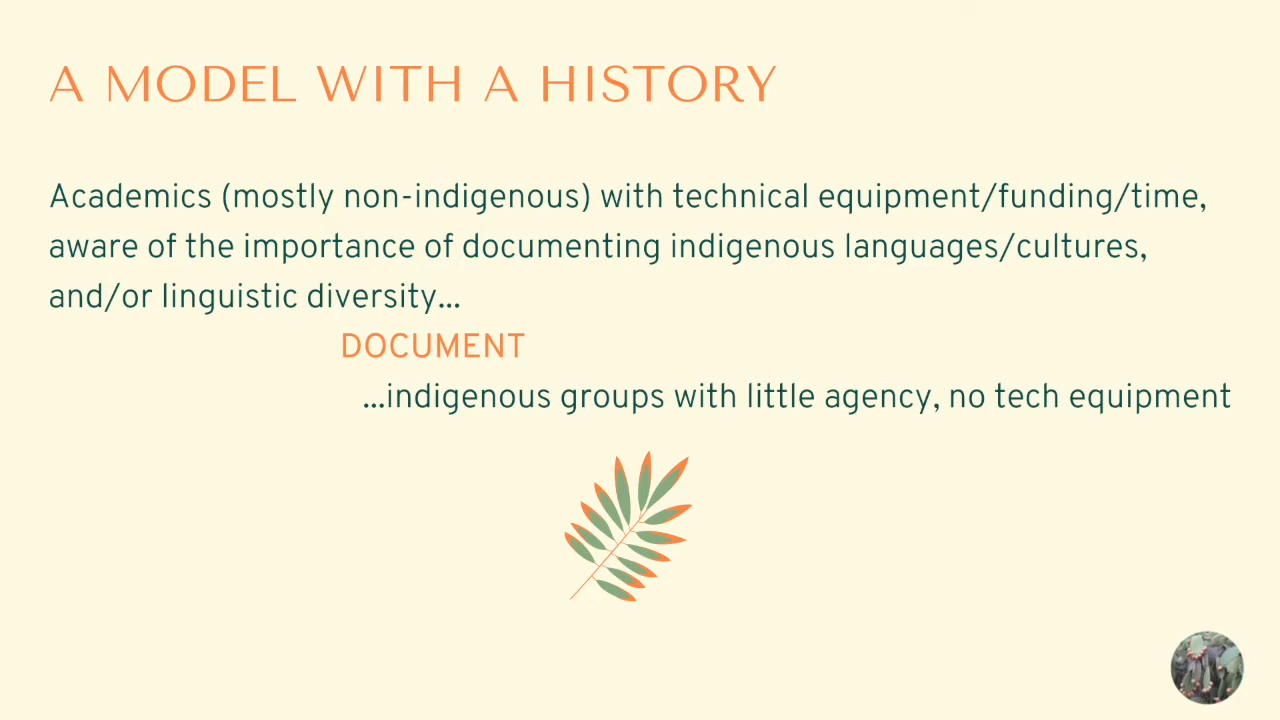 A MODEL WITH A HISTORY
Academics (mostly non-indigenous) with technical equipment/funding/time,
aware of the importance of documenting indigenous languages/cultures,
and/or linguistic diversity...
DOCUMENT
...indigenous groups with little agency, no tech equipment